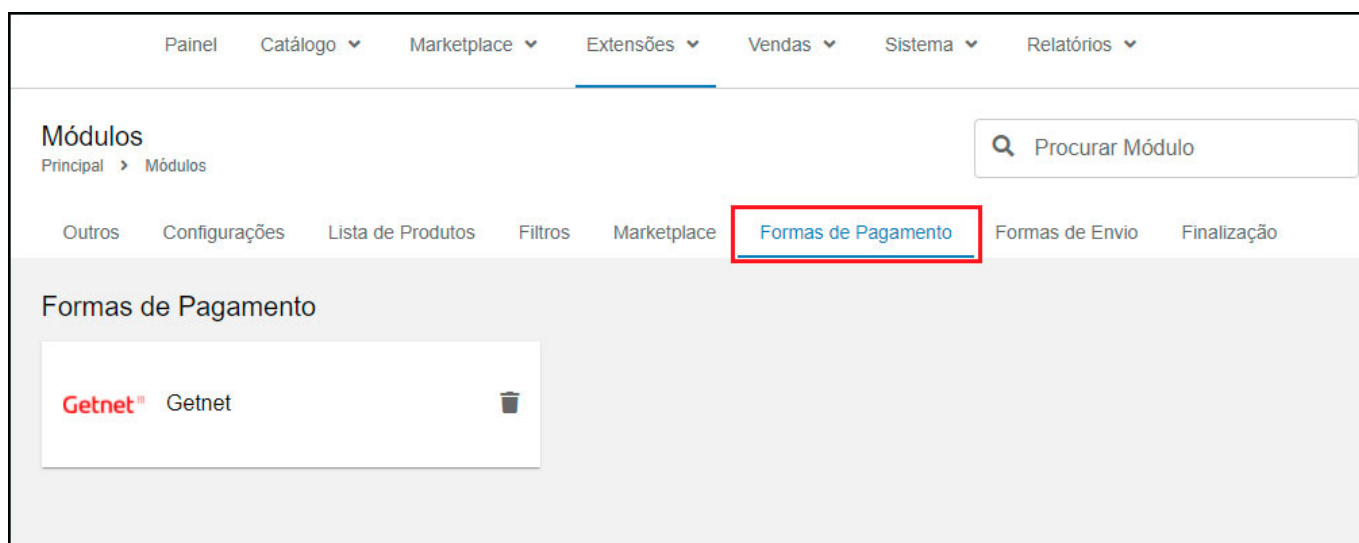 Painel Catálogo Marketplace Extensões Vendas Sistema Relatórios
Módulos
Principal > Módulos
Procurar Módulo
Outros Configurações Lista de Produtos Filtros Marketplace Formas de Pagamento Formas de Envio Finalização
Formas de Pagamento
Getnet Getnet